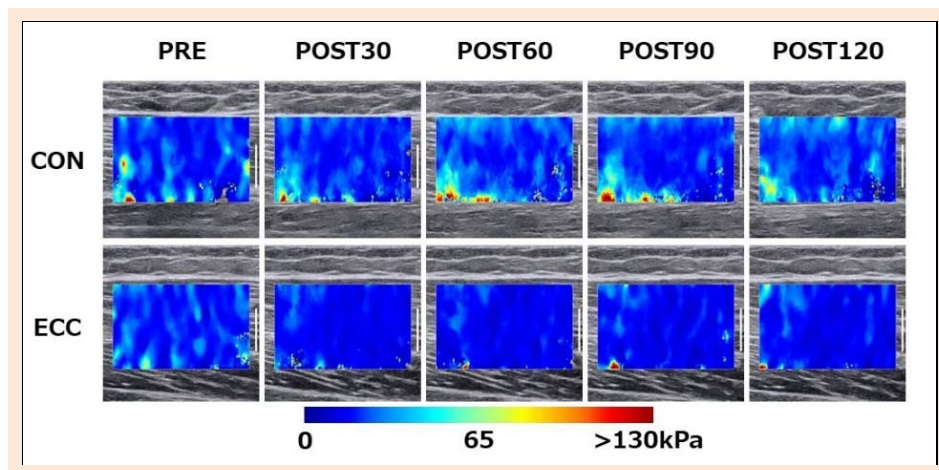 PRE POST30 POST60 POST90 POST120
CON
ECC
0 65 >130kPa